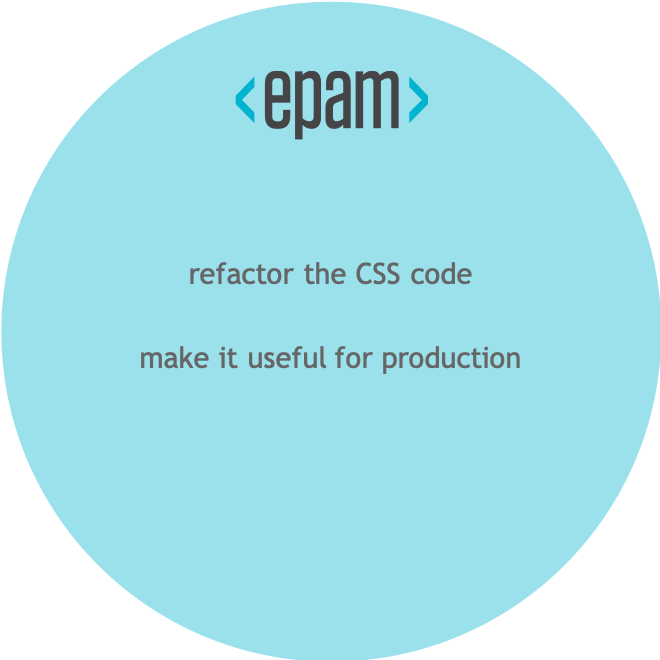 <epam>
refactor the CSS code
make it useful for production